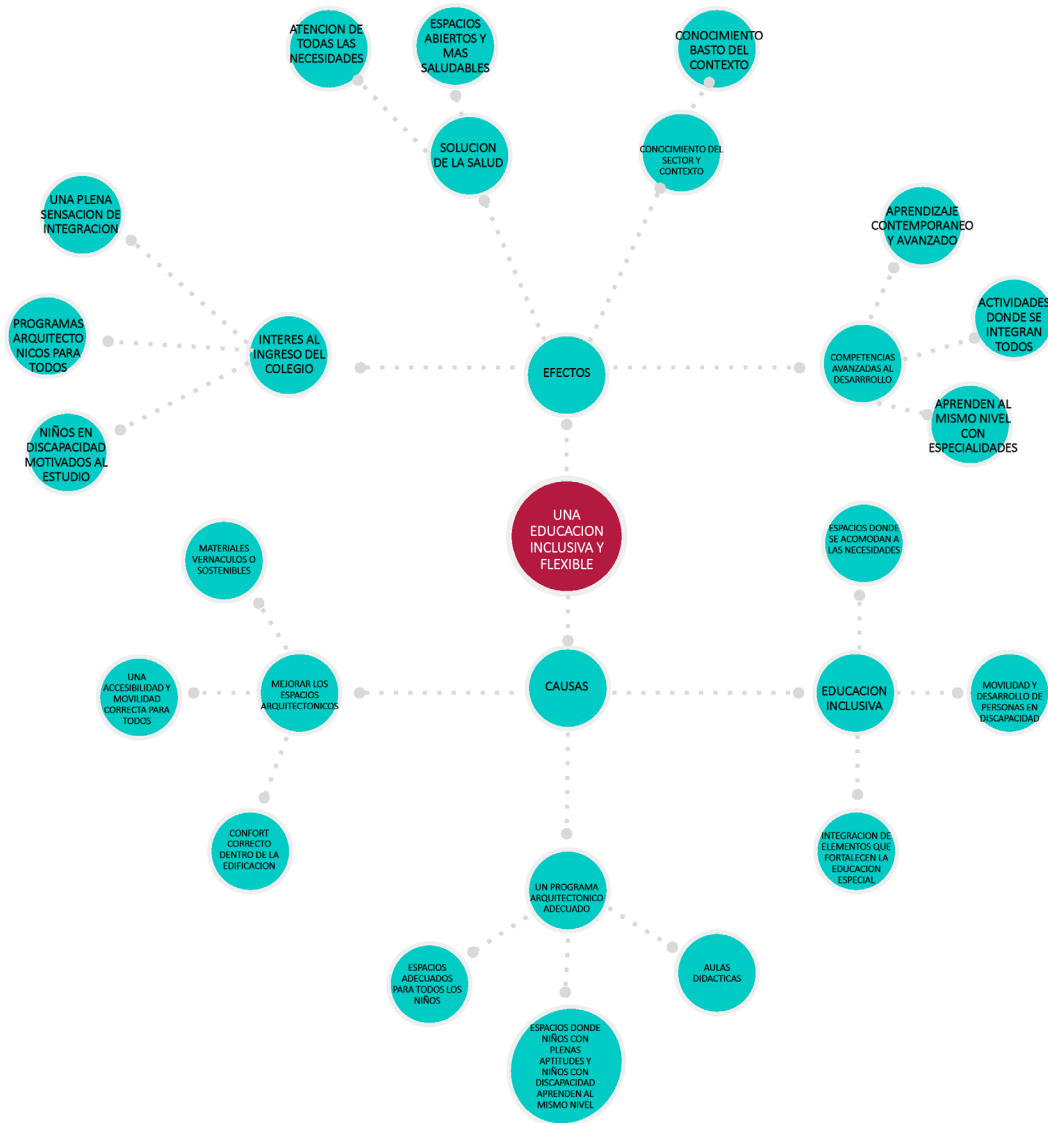 ATENCION DE
TODAS LAS
NECESIDADES
ESPACIOS
ABIERTOS Y
MAS
SALUDABLES
CONOCIMIENTO
BASTO DEL
CONTEXTO
SOLUCION
DE LA SALUD
CONOCIMIENTO DEL
SECTOR Y
CONTEXTO
UNA PLENA
SENSACION DE
INTEGRACION
APRENDIZAJE
CONTEMPORANEO
Y AVANZADO
PROGRAMAS
ARQUITECTO
NICOS PARA
TODOS
INTERES AL
INGRESO DEL
COLEGIO
EFECTOS
COMPETENCIAS
AVANZADAS AL
DESARRROLLO
ACTIVIDADES
DONDE SE
INTEGRAN
TODOS
NIÑOS EN
DISCAPACIDAD
MOTIVADOS AL
ESTUDIO
APRENDEN AL
MISMO NIVEL
CON
ESPECIALIDADES
UNA
EDUCACION
INCLUSIVA Y
FLEXIBLE
MATERIALES
VERNACULOS O
SOSTENIBLES
ESPACIOS DONDE
SE ACOMODAN A
LAS NECESIDADES
UNA
ACCESIBILIDAD Y
MOVILIDAD
CORRECTA PARA
TODOS
MEJORAR LOS
ESPACIOS
ARQUITECTONICOS
CAUSAS
EDUCACION
INCLUSIVA
MOVILIDAD Y
DESARROLLO DE
PERSONAS EN
DISCAPACIDAD
CONFORT
CORRECTO
DENTRO DE LA
EDIFICACION
INTEGRACION DE
ELEMENTOS QUE
FORTALECEN LA
EDUCACION
ESPECIAL
UN PROGRAMA
ARQUITECTONICO
ADECUADO
ESPACIOS
ADECUADOS
PARA TODOS LOS
NIÑOS
AULAS
DIDACTICAS
ESPACIOS DONDE
NIÑOS CON
PLENAS
APTITUDES Y
NIÑOS CON
DISCAPACIDAD
APRENDEN AL
MISMO NIVEL